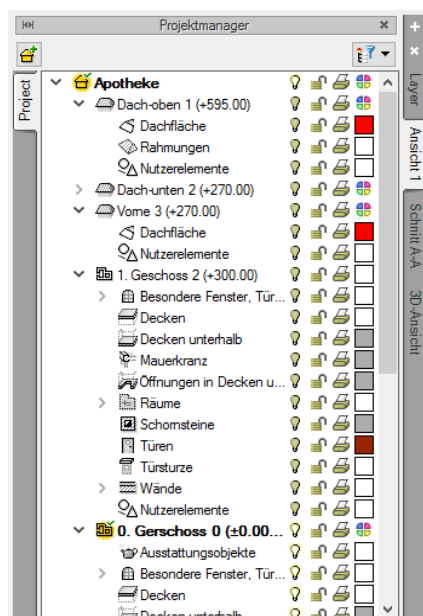 Projektmanager
Project
Apotheke
Dach-oben 1 (+595.00)
Dachfläche
Rahmungen
Nutzerelemente
Dach-unten 2 (+270.00)
Vorne 3 (+270.00)
Dachfläche
Nutzerelemente
1. Geschoss 2 (+300.00)
Besondere Fenster, Tür...
Decken
Decken unterhalb
Mauerkranz
Öffnungen in Decken u...
Räume
Schornsteine
Türen
Türsturze
Wände
Nutzerelemente
0. Gerschoss 0 (±0.00...
Ausstattungsobjekte
Besondere Fenster, Tür...
Decken
Decken unterhalb
Layer
Ansicht 1
Schnitt A-A
3D-Ansicht